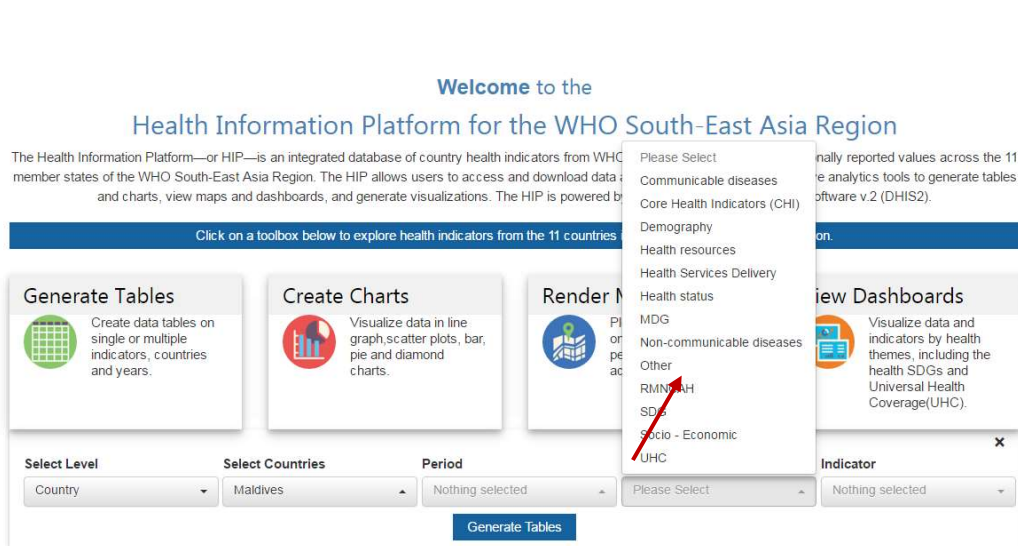 Welcome to the
Health Information Platform for the WHO South-East Asia Region
The Health Information Platform—or HIP—is an integrated database of country health indicators from WHO
nally reported values across the 11
member states of the WHO South-East Asia Region. The HIP allows users to access and download data
e analytics tools to generate tables
and charts, view maps and dashboards, and generate visualizations. The HIP is powered by
oftware v.2 (DHIS2).
Click on a toolbox below to explore health indicators from the 11 countries
on.
Please Select
Communicable diseases
Core Health Indicators (CHI)
Demography
Health resources
Health Services Delivery
Health status
MDG
Non-communicable diseases
Other
SDG
Socio - Economic
UHC
Generate Tables
Create data tables on
single or multiple
indicators, countries
and years.
Create Charts
Visualize data in line
graph,scatter plots, bar,
pie and diamond
charts.
Render
iew Dashboards
Visualize data and
indicators by health
themes, including the
health SDGs and
Universal Health
Coverage(UHC).
×
Select Level
Select Countries
Period
Indicator
Country
Maldives
Nothing selected
Please Select
Nothing selected
Generate Tables